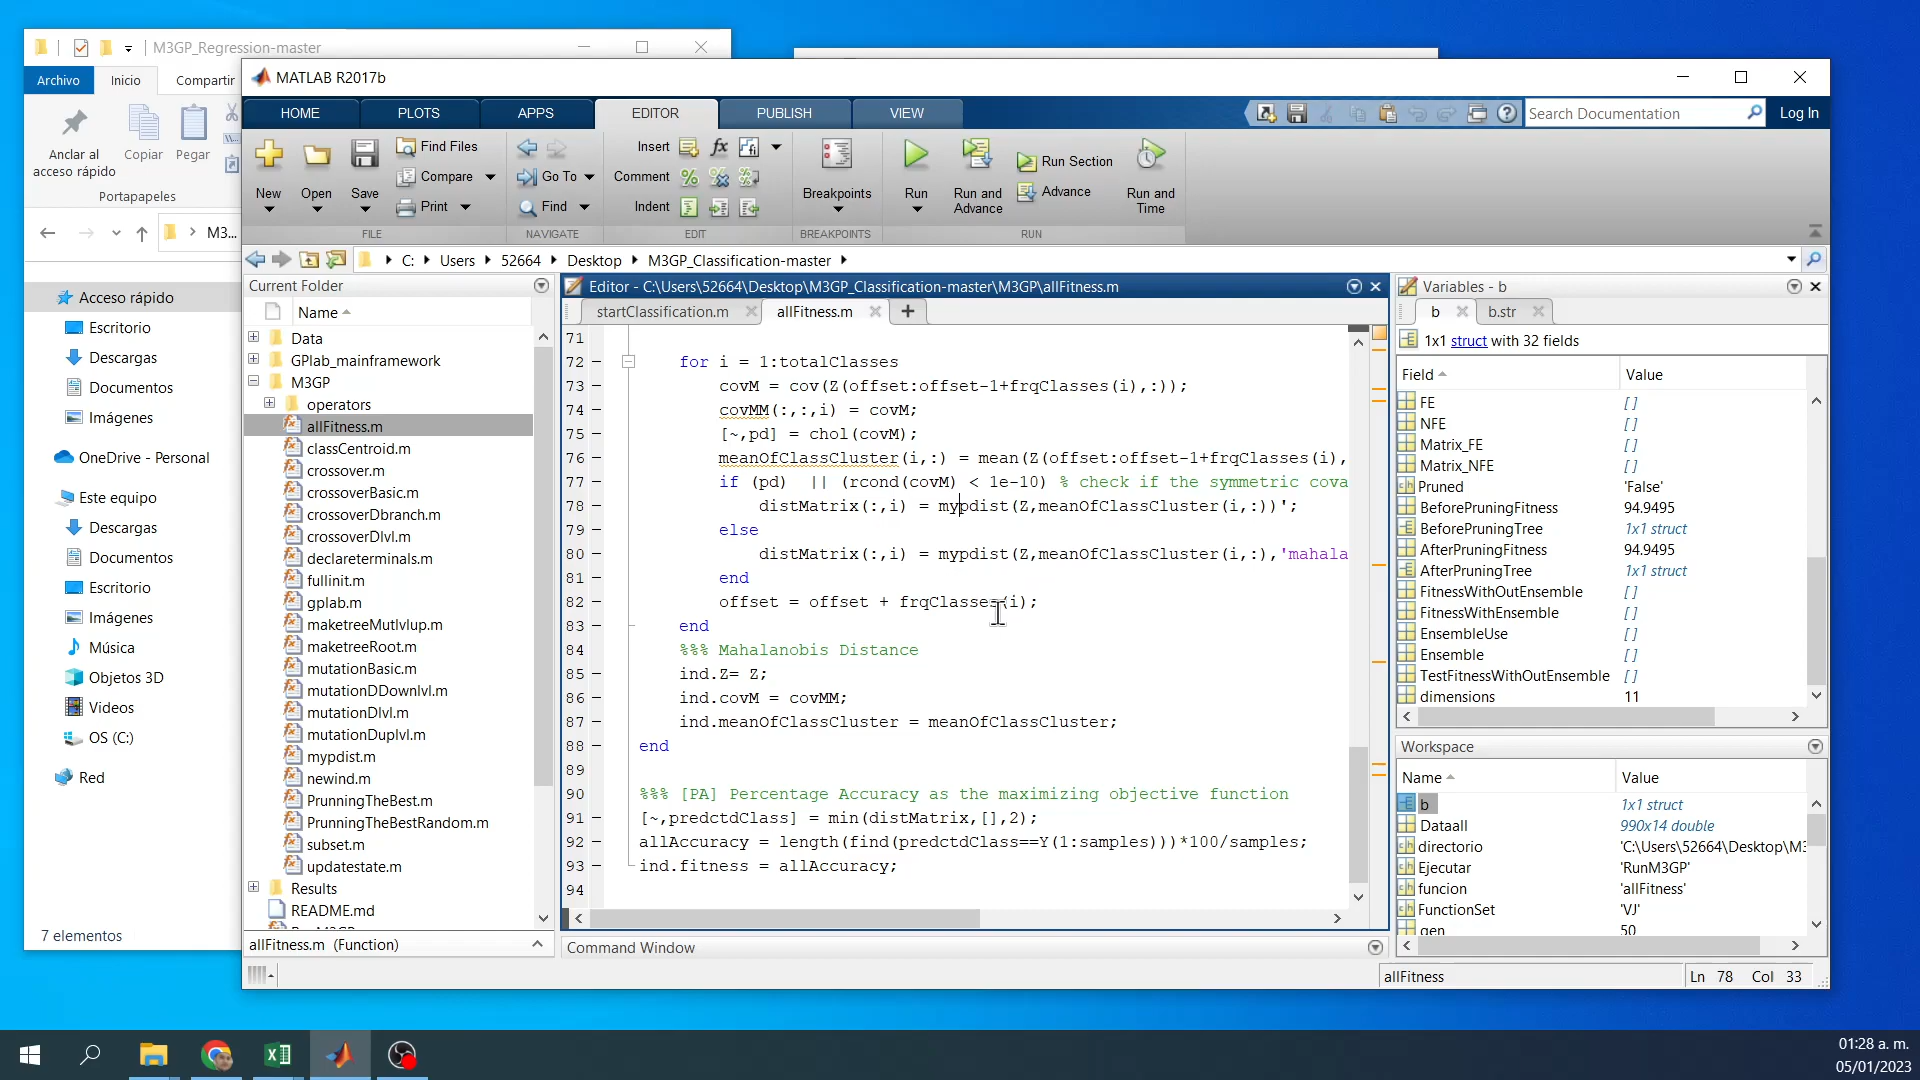 M3GP_Regression-master
Archivo Inicio Compartir
Anclar al acceso rápido
Copiar
Pegar
Portapapeles
M3...
Acceso rápido
Escritorio
Descargas
Documentos
Imágenes
OneDrive - Personal
Este equipo
Descargas
Documentos
Escritorio
Imágenes
Música
Objetos 3D
Videos
OS (C:)
Red
7 elementos
MATLAB R2017b
HOME PLOTS APPS EDITOR PUBLISH VIEW
Search Documentation
Log In
New Open Save
Find Files
Compare
Print
FILE
Go To
Find
NAVIGATE
Insert
Comment
Indent
EDIT
Breakpoints
BREAKPOINTS
Run
Run and Advance
Run Section
Advance
Run and Time
RUN
C: Users 52664 Desktop M3GP_Classification-master
Current Folder
Name
Data
GPlab_mainframework
M3GP
operators
allFitness.m
classCentroid.m
crossover.m
crossoverBasic.m
crossoverDbranch.m
crossoverDlvl.m
declareterminals.m
fullinit.m
gplab.m
maketreeMutlvlup.m
maketreeRoot.m
mutationBasic.m
mutationDDownlvl.m
mutationDlvl.m
mutationDuplvl.m
mypdist.m
newind.m
PrunningTheBest.m
PrunningTheBestRandom.m
subset.m
updatestate.m
Results
README.md
allFitness.m (Function)
Editor - C:\Users\52664\Desktop\M3GP_Classification-master\M3GP\allFitness.m
startClassification.m allFitness.m
71
72 – for i = 1:totalClasses
73 – covM = cov(Z(offset:offset-1+frqClasses(i),:));
74 – covMM(:,:,i) = covM;
75 – [~,pd] = chol(covM);
76 – meanOfClassCluster(i,:) = mean(Z(offset:offset-1+frqClasses(i),
77 – if (pd) || (rcond(covM) < 1e-10) % check if the symmetric cova
78 – distMatrix(:,i) = mypdist(Z,meanOfClassCluster(i,:))';
79 – else
80 – distMatrix(:,i) = mypdist(Z,meanOfClassCluster(i,:),'mahala
81 – end
82 – offset = offset + frqClasses(i);
83 – end
84 %%% Mahalanobis Distance
85 – ind.Z= Z;
86 – ind.covM = covMM;
87 – ind.meanOfClassCluster = meanOfClassCluster;
88 – end
89
90 %%% [PA] Percentage Accuracy as the maximizing objective function
91 – [~,predctdClass] = min(distMatrix,[],2);
92 – allAccuracy = length(find(predctdClass==Y(1:samples)))*100/samples;
93 – ind.fitness = allAccuracy;
94
Command Window
Variables - b
b b.str
1x1 struct with 32 fields
Field Value
FE []
NFE []
Matrix_FE []
Matrix_NFE []
Pruned 'False'
BeforePruningFitness 94.9495
BeforePruningTree 1x1 struct
AfterPruningFitness 94.9495
AfterPruningTree 1x1 struct
FitnessWithOutEnsemble []
FitnessWithEnsemble []
EnsembleUse []
Ensemble []
TestFitnessWithOutEnsemble []
dimensions 11
Workspace
Name Value
b 1x1 struct
Dataall 990x14 double
directorio 'C:\Users\52664\Desktop\M3
Ejecutar 'RunM3GP'
funcion 'allFitness'
FunctionSet 'VJ'
gen 50
allFitness
Ln 78 Col 33
01:28 a. m.
05/01/2023